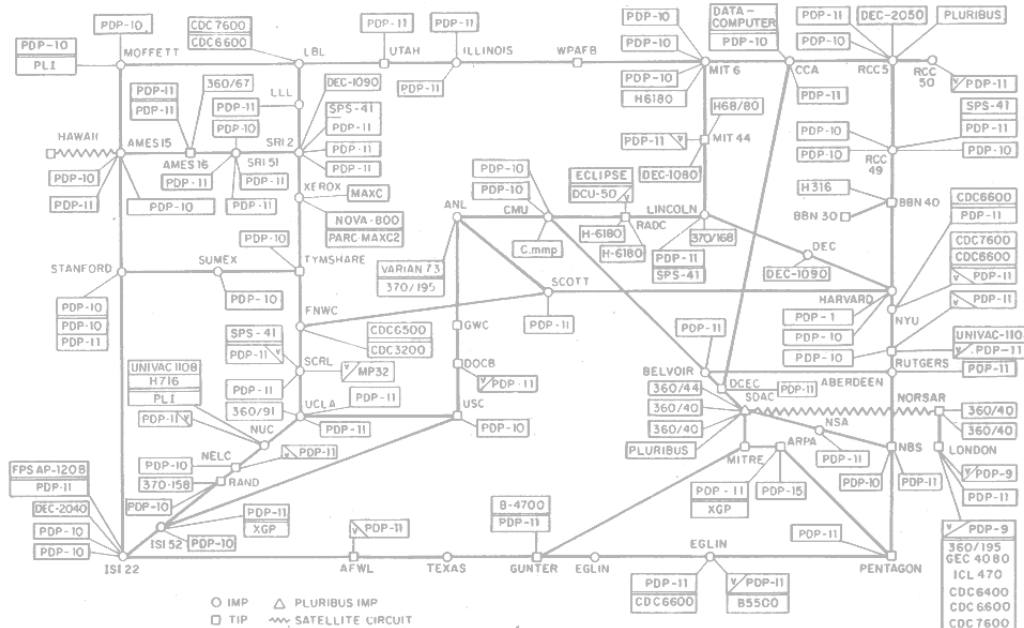 PDP-10
CDC7600
CDC6600
PDP-11
PDP-11
PDP-10
DATA-
COMPUTER
PDP-10
PDP-11
PDP-10
DEC-2050
PLURIBUS
PDP-10
PLI
MOFFETT
LBL
UTAH
ILLINOIS
WPAFB
PDP-10
PDP-10
H6180
MIT 6
CCA
RCC5
RCC
50
PDP-11
PDP-11
PDP-11
PDP-11
360/67
LLL
PDP-11
DEC-1090
SPS-41
PDP-11
PDP-11
PDP-11
PDP-11
H68/80
PDP-11
MIT 44
DEC-1080
SPS-41
PDP-11
PDP-10
PDP-10
PDP-10
RCC
49
HAWAII
AMES15
AMES16
PDP-10
SRI 2
SRI 51
PDP-11
PDP-11
PDP-11
PDP-10
PDP-11
PDP-10
XEROX
MAXC
NOVA-800
PARC-MAXC2
PDP-10
PDP-10
ECLIPSE
DCU-50
H316
BBN 30
BBN 40
CDC6600
PDP-11
ANL
CMU
C.mmp
H-6180
H-6180
RADC
LINCOLN
370/168
PDP-11
SPS-41
DEC
DEC-1090
CDC7600
CDC6600
PDP-11
PDP-11
PDP-10
STANFORD
SUMEX
TYMSHARE
PDP-10
PDP-10
PDP-10
PDP-11
VARIAN 73
370/195
SCOTT
PDP-11
HARVARD
PDP-1
PDP-10
PDP-10
NYU
FNWC
CDC6500
CDC3200
GWC
DOCB
PDP-11
SPS-41
PDP-11
SCRL
MP32
PDP-11
PDP-11
BELVOIR
DCEC
PDP-11
ABERDEEN
UNIVAC-110
PDP-11
RUTGERS
PDP-11
UNIVAC 1108
H716
PLI
PDP-11
360/91
UCLA
PDP-11
PDP-11
USC
PDP-10
360/44
360/40
PLURIBUS
SDAC
NORSAR
360/40
360/40
NUC
NELC
PDP-11
PDP-10
370-158
RAND
PDP-10
NSA
PDP-11
MITRE
ARPA
PDP-11
XGP
PDP-15
NBS
PDP-10
PDP-11
LONDON
PDP-9
PDP-11
FPS AP-120B
PDP-11
DEC-2040
PDP-10
PDP-10
ISI 22
ISI 52
PDP-11
XGP
PDP-10
PDP-11
AFWL
TEXAS
B-4700
PDP-11
GUNTER
EGLIN
EGLIN
PDP-11
CDC6600
PDP-11
B5500
PDP-11
PENTAGON
PDP-9
360/195
GEC 4080
ICL 470
CDC6400
CDC6600
CDC7600
IMP
PLURIBUS IMP
TIP
SATELLITE CIRCUIT